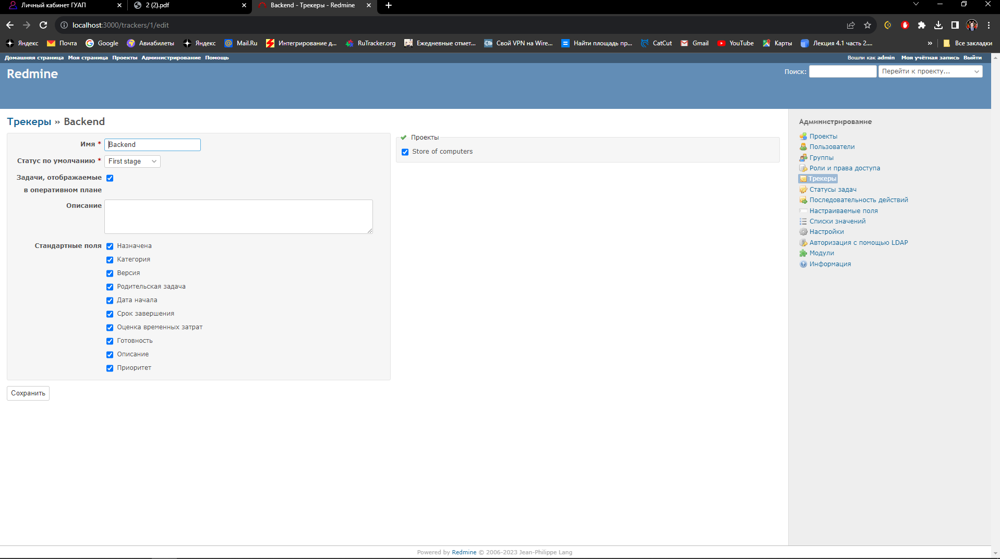 Личный кабинет ГУАП
2 (2).pdf
Backend - Трекеры - Redmine
localhost:3000/trackers/1/edit
Яндекс Почта Google Авиабилеты Яндекс Mail.Ru Интегрирование д... RuTracker.org Ежедневные отмет... Свой VPN на Wire... Найти площадь пр... CatCut Gmail YouTube Карты Лекция 4.1 часть 2.... » Все закладки
Домашняя страница Моя страница Проекты Администрирование Помощь
Вошли как admin Моя учётная запись Выйти
Redmine
Поиск: Перейти к проекту...
Трекеры » Backend
Имя * Backend
Статус по умолчанию * First stage
Задачи, отображаемые
в оперативном плане
Описание
Стандартные поля Назначена
Категория
Версия
Родительская задача
Дата начала
Срок завершения
Оценка временных затрат
Готовность
Описание
Приоритет
Сохранить
Проекты
Store of computers
Администрирование
Проекты
Пользователи
Группы
Роли и права доступа
Трекеры
Статусы задач
Последовательность действий
Настраиваемые поля
Списки значений
Настройки
Авторизация с помощью LDAP
Модули
Информация
Powered by Redmine © 2006-2023 Jean-Philippe Lang